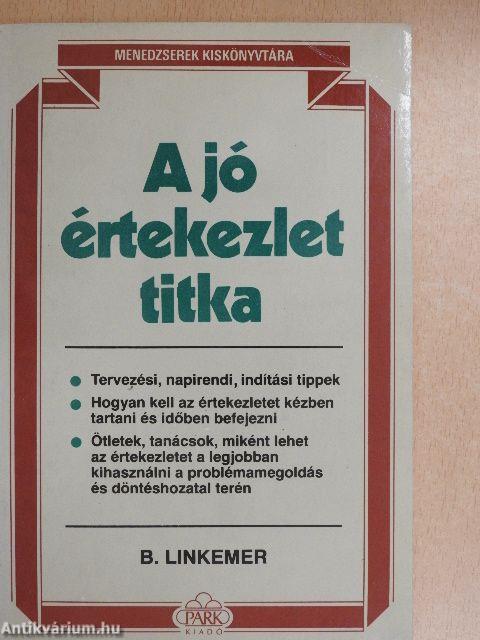 MENEDZSEREK KISKÖNYVTÁRA
A jó
értekezlet
titka
● Tervezési, napirendi, indítási tippek
● Hogyan kell az értekezletet kézben
tartani és időben befejezni
● Ötletek, tanácsok, miként lehet
az értekezletet a legjobban
kihasználni a problémamegoldás
és döntéshozatal terén
B. LINKEMER
PARK
KIADÓ
Antikvárium.hu